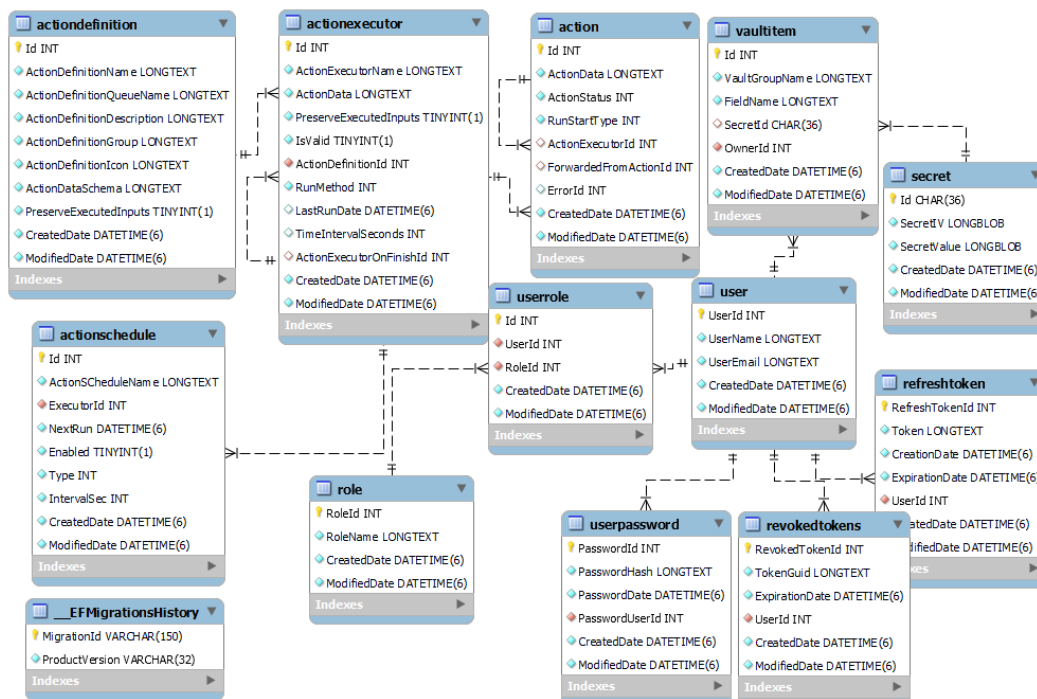 actiondefinition
Id INT
ActionDefinitionName LONGTEXT
ActionDefinitionQueueName LONGTEXT
ActionDefinitionDescription LONGTEXT
ActionDefinitionGroup LONGTEXT
ActionDefinitionIcon LONGTEXT
ActionDataSchema LONGTEXT
PreserveExecutedInputs TINYINT(1)
CreatedDate DATETIME(6)
ModifiedDate DATETIME(6)
Indexes
actionexecutor
Id INT
ActionExecutorName LONGTEXT
ActionData LONGTEXT
PreserveExecutedInputs TINYINT(1)
IsValid TINYINT(1)
ActionDefinitionId INT
RunMethod INT
LastRunDate DATETIME(6)
TimeIntervalSeconds INT
ActionExecutorOnFinishId INT
CreatedDate DATETIME(6)
ModifiedDate DATETIME(6)
Indexes
action
Id INT
ActionData LONGTEXT
ActionStatus INT
RunStartType INT
ActionExecutorId INT
ForwardedFromActionId INT
ErrorId INT
CreatedDate DATETIME(6)
ModifiedDate DATETIME(6)
Indexes
vaultitem
Id INT
VaultGroupName LONGTEXT
FieldName LONGTEXT
SecretId CHAR(36)
OwnerId INT
CreatedDate DATETIME(6)
ModifiedDate DATETIME(6)
Indexes
secret
Id CHAR(36)
SecretIV LONGBLOB
SecretValue LONGBLOB
CreatedDate DATETIME(6)
ModifiedDate DATETIME(6)
Indexes
userrole
Id INT
UserId INT
RoleId INT
CreatedDate DATETIME(6)
ModifiedDate DATETIME(6)
Indexes
user
UserId INT
UserName LONGTEXT
UserEmail LONGTEXT
CreatedDate DATETIME(6)
ModifiedDate DATETIME(6)
Indexes
actionschedule
Id INT
ActionSCheduleName LONGTEXT
ExecutorId INT
NextRun DATETIME(6)
Enabled TINYINT(1)
Type INT
IntervalSec INT
CreatedDate DATETIME(6)
ModifiedDate DATETIME(6)
Indexes
refreshtoken
RefreshTokenId INT
Token LONGTEXT
CreationDate DATETIME(6)
ExpirationDate DATETIME(6)
UserId INT
DATETIME(6)
DATETIME(6)
Indexes
role
RoleId INT
RoleName LONGTEXT
CreatedDate DATETIME(6)
ModifiedDate DATETIME(6)
Indexes
userpassword
PasswordId INT
PasswordHash LONGTEXT
PasswordDate DATETIME(6)
PasswordUserId INT
CreatedDate DATETIME(6)
ModifiedDate DATETIME(6)
Indexes
revokedtokens
RevokedTokenId INT
TokenGuid LONGTEXT
ExpirationDate DATETIME(6)
UserId INT
CreatedDate DATETIME(6)
ModifiedDate DATETIME(6)
Indexes
__EFMigrationsHistory
MigrationId VARCHAR(150)
ProductVersion VARCHAR(32)
Indexes